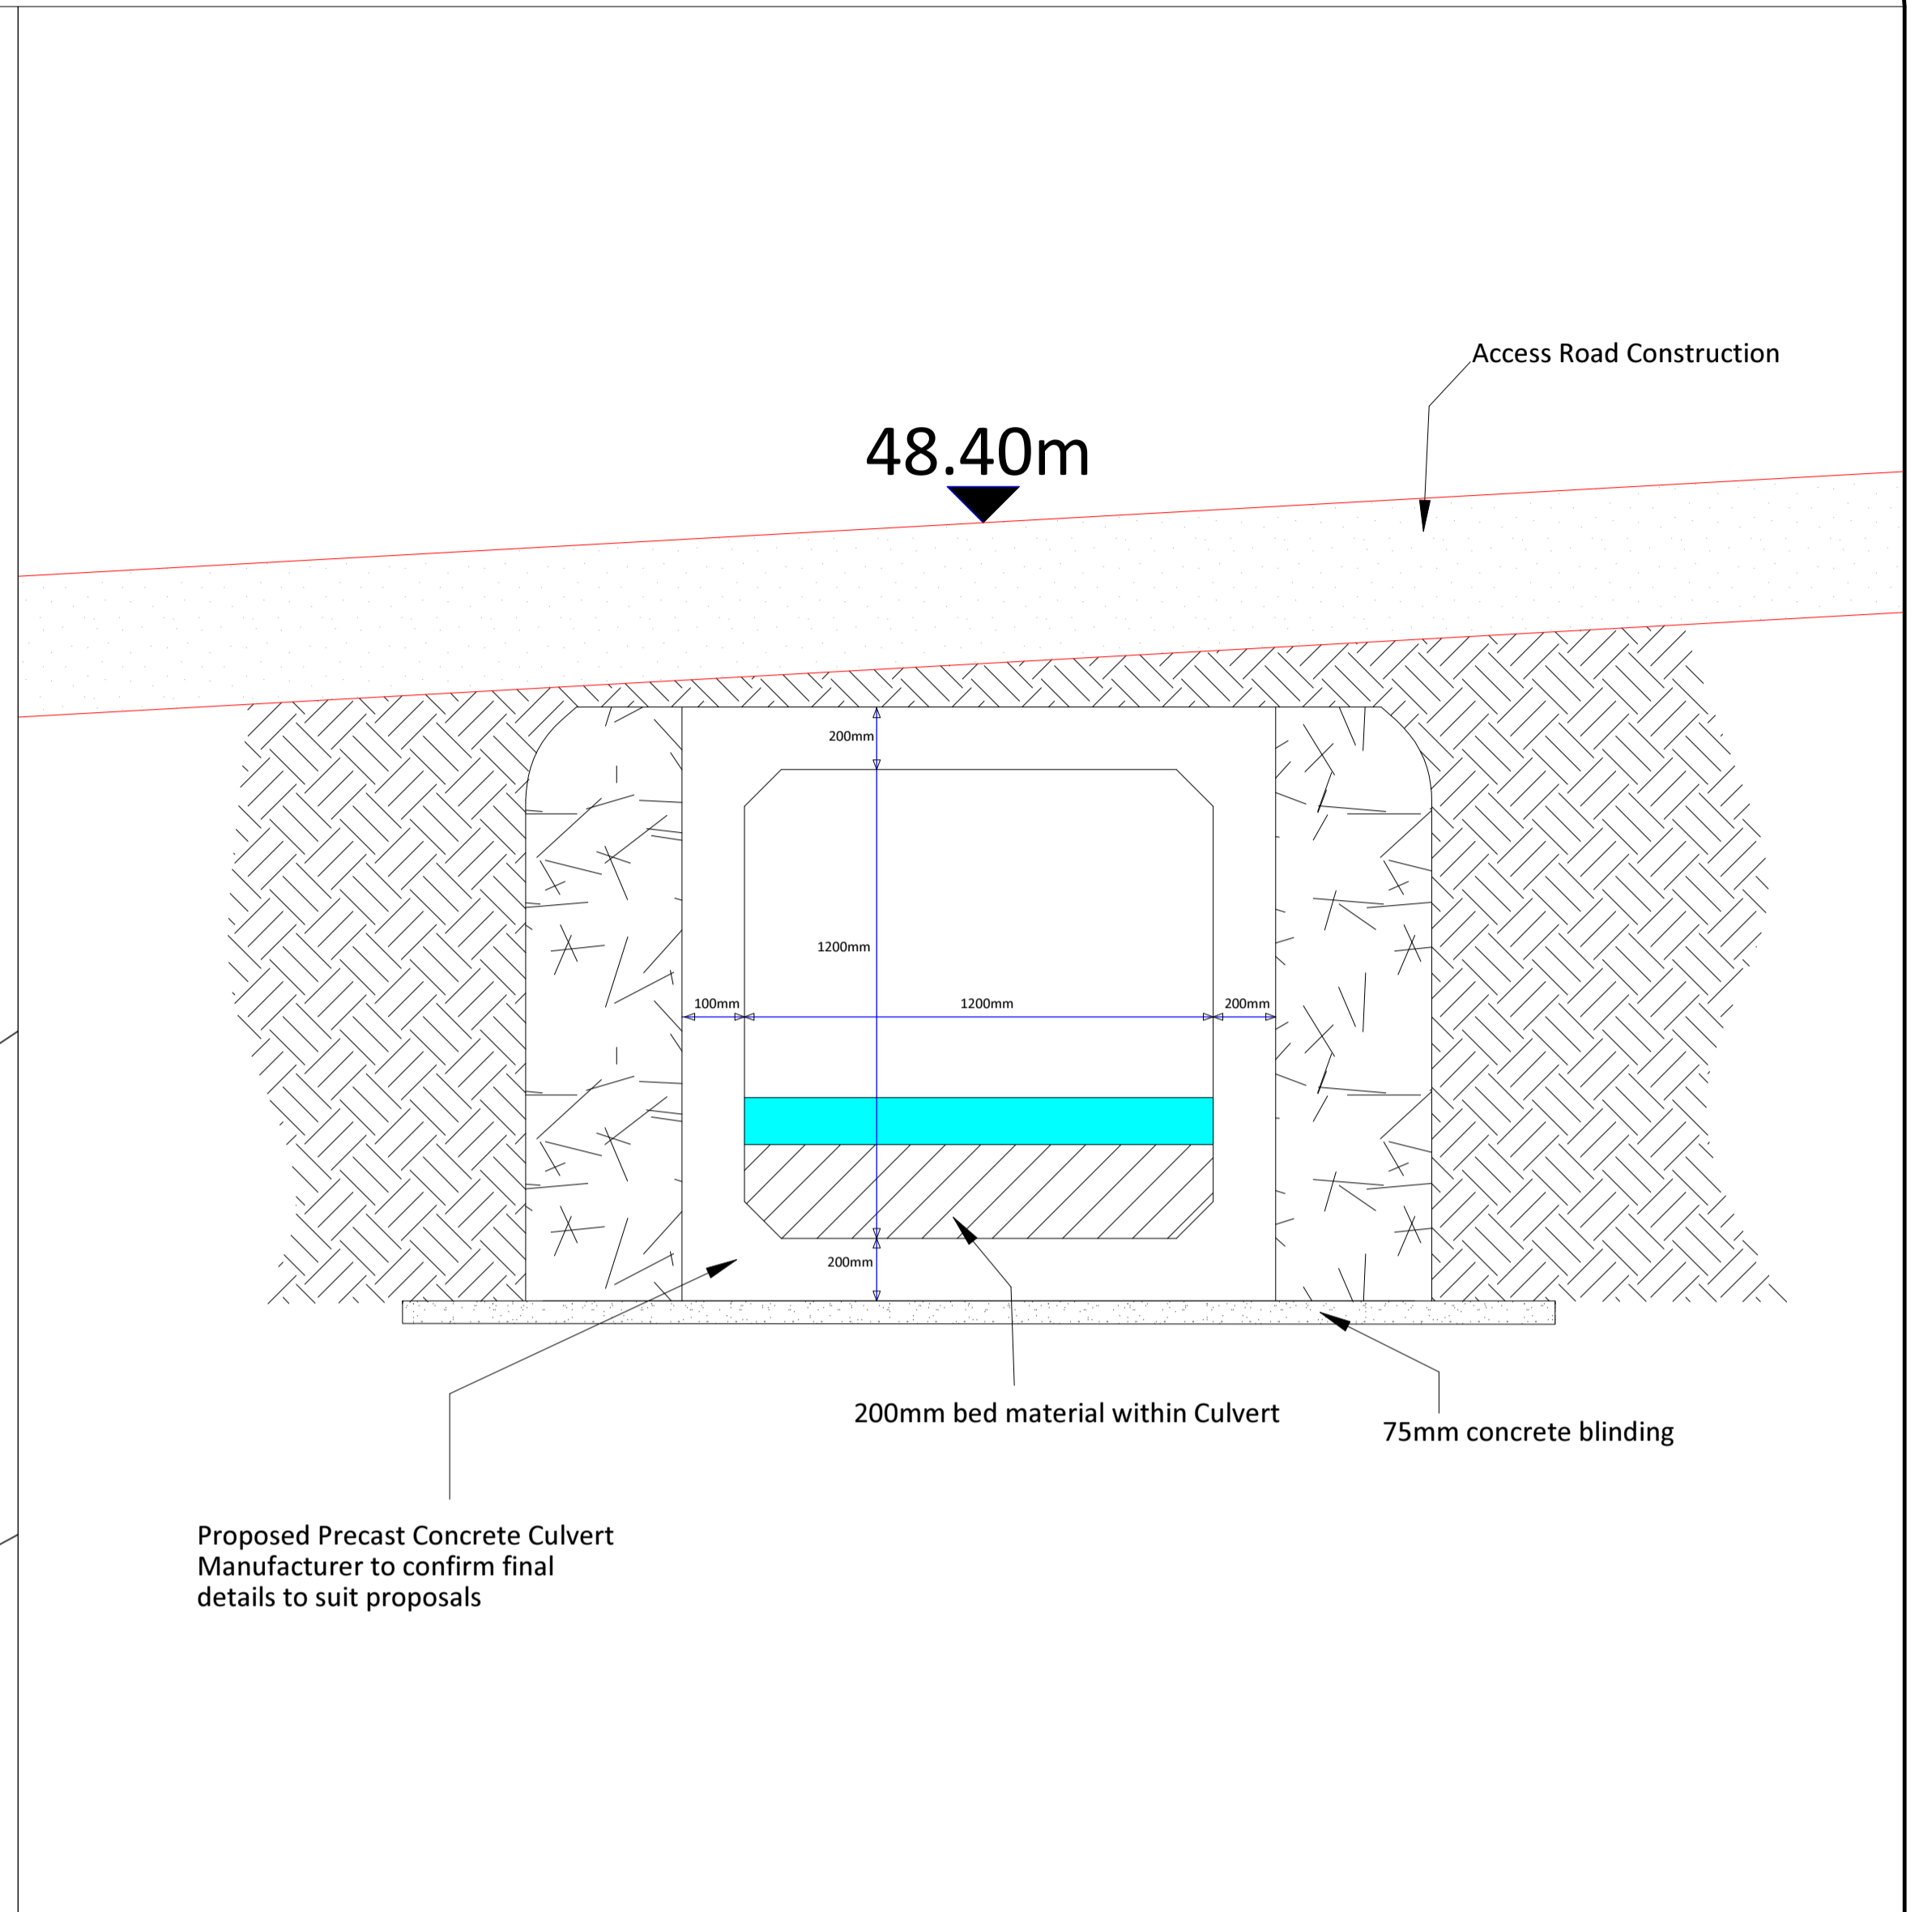 Access Road Construction
48.40m
200mm
1200mm
100mm
1200mm
200mm
200mm
200mm bed material within Culvert
75mm concrete blinding
Proposed Precast Concrete Culvert
Manufacturer to confirm final
details to suit proposals